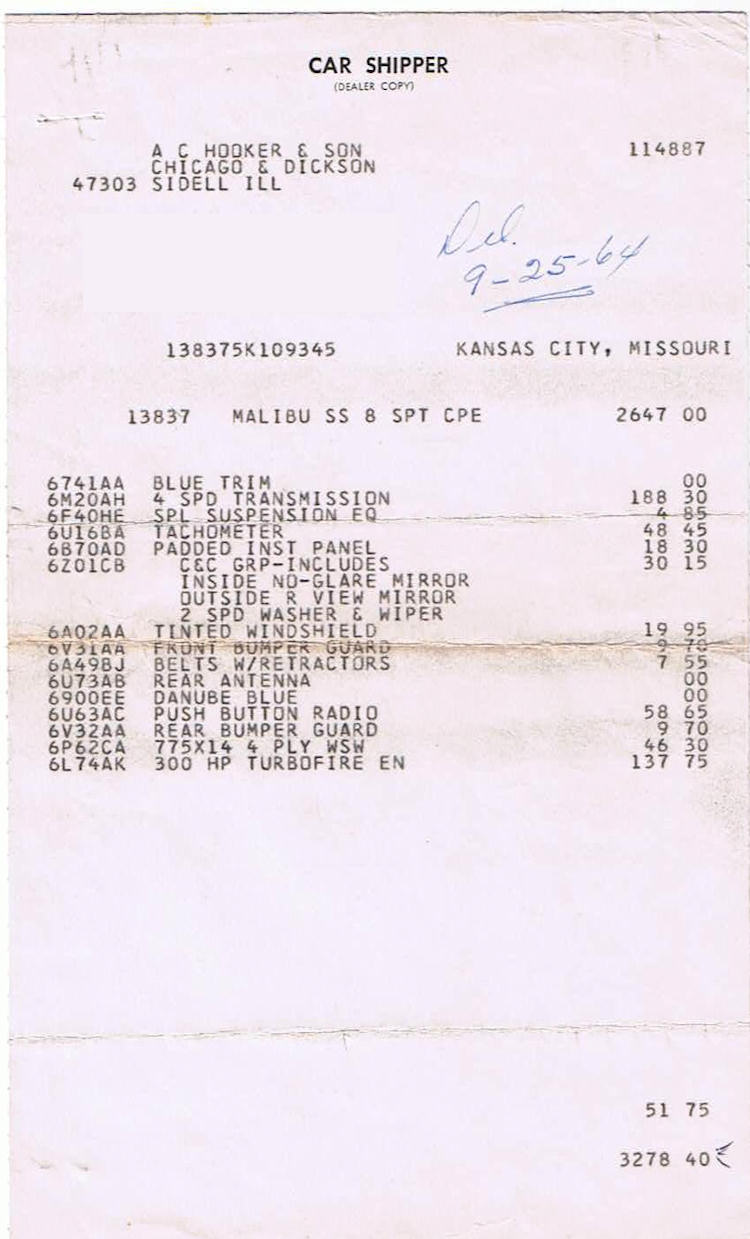 CAR SHIPPER
(DEALER COPY)
A C HOOKER & SON 114887
CHICAGO & DICKSON
47303 SIDELL ILL
Del.
9-25-64
138375K109345 KANSAS CITY, MISSOURI
13837 MALIBU SS 8 SPT CPE 2647 00
6741AA BLUE TRIM 00
6M20AH 4 SPD TRANSMISSION 188 30
6F40HE SPL SUSPENSION EQ 4 85
6U16BA TACHOMETER 48 45
6B70AD PADDED INST PANEL 18 30
6Z01CB C&C GRP-INCLUDES 30 15
INSIDE NO-GLARE MIRROR
OUTSIDE R VIEW MIRROR
2 SPD WASHER & WIPER
6A02AA TINTED WINDSHIELD 19 95
6V31AA FRONT BUMPER GUARD 9 70
6A49BJ BELTS W/RETRACTORS 7 55
6U73AB REAR ANTENNA 00
6900EE DANUBE BLUE 00
6U63AC PUSH BUTTON RADIO 58 65
6V32AA REAR BUMPER GUARD 9 70
6P62CA 775X14 4 PLY WSW 46 30
6L74AK 300 HP TURBOFIRE EN 137 75
51 75
3278 40